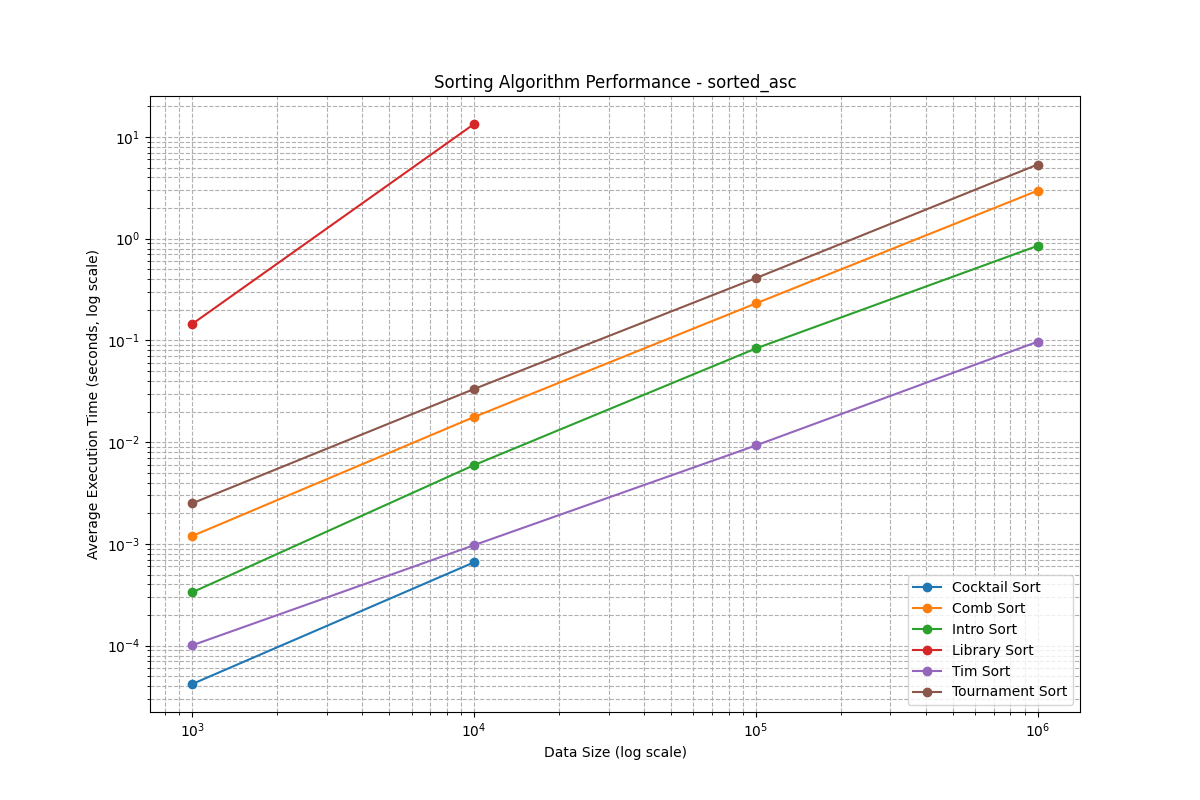 Sorting Algorithm Performance - sorted_asc
Average Execution Time (seconds, log scale)
10¹
10⁰
10⁻¹
10⁻²
10⁻³
10⁻⁴
Cocktail Sort
Comb Sort
Intro Sort
Library Sort
Tim Sort
Tournament Sort
10³ 10⁴ 10⁵ 10⁶
Data Size (log scale)